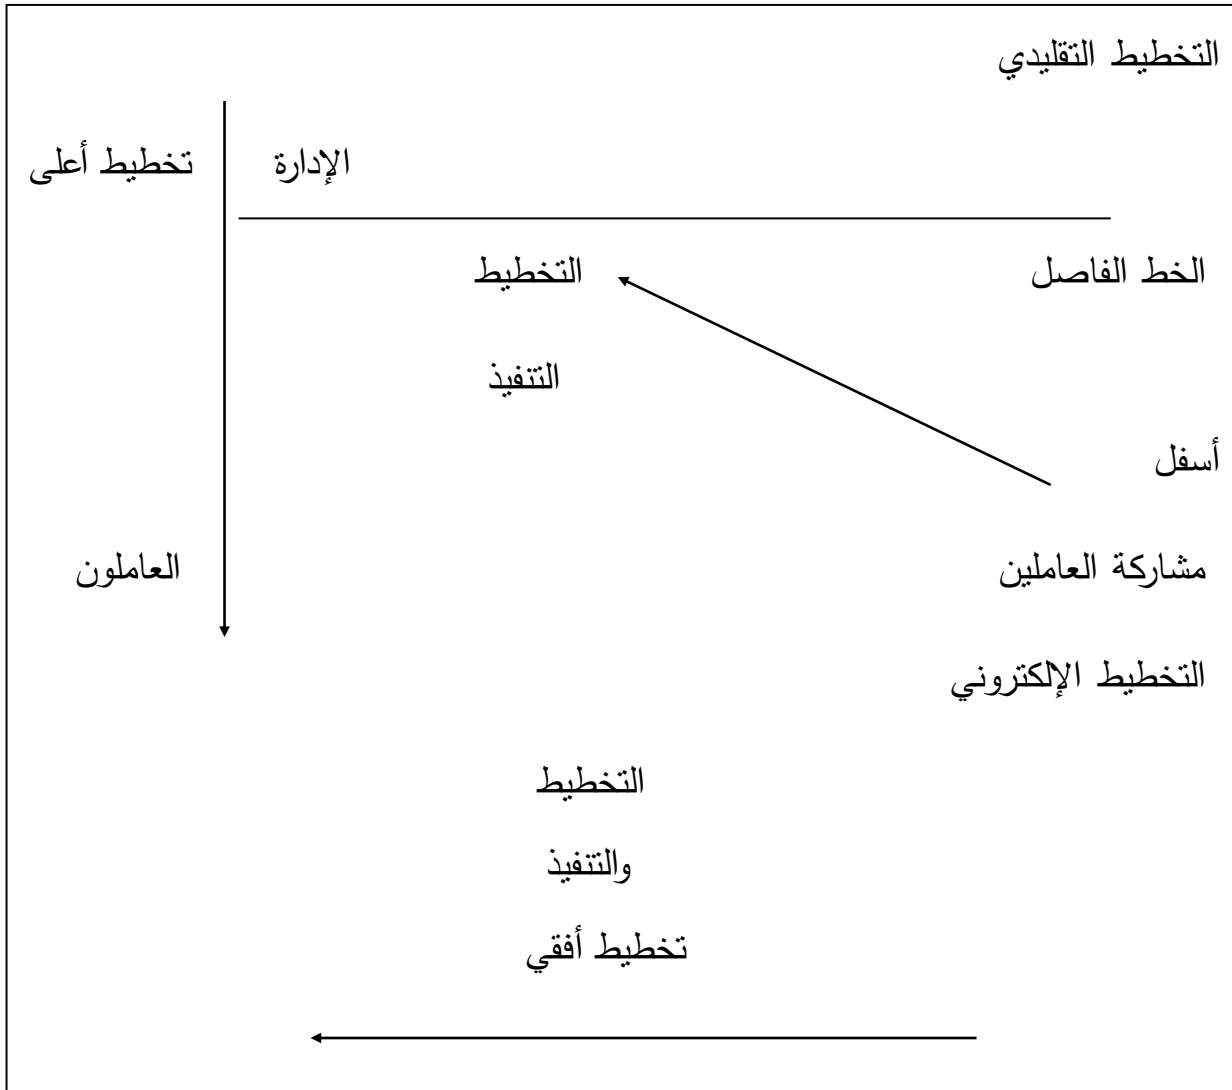 التخطيط التقليدي
الإدارة تخطيط أعلى
الخط الفاصل التخطيط
التنفيذ
أسفل
مشاركة العاملين العاملون
التخطيط الإلكتروني
التخطيط
والتنفيذ
تخطيط أفقي